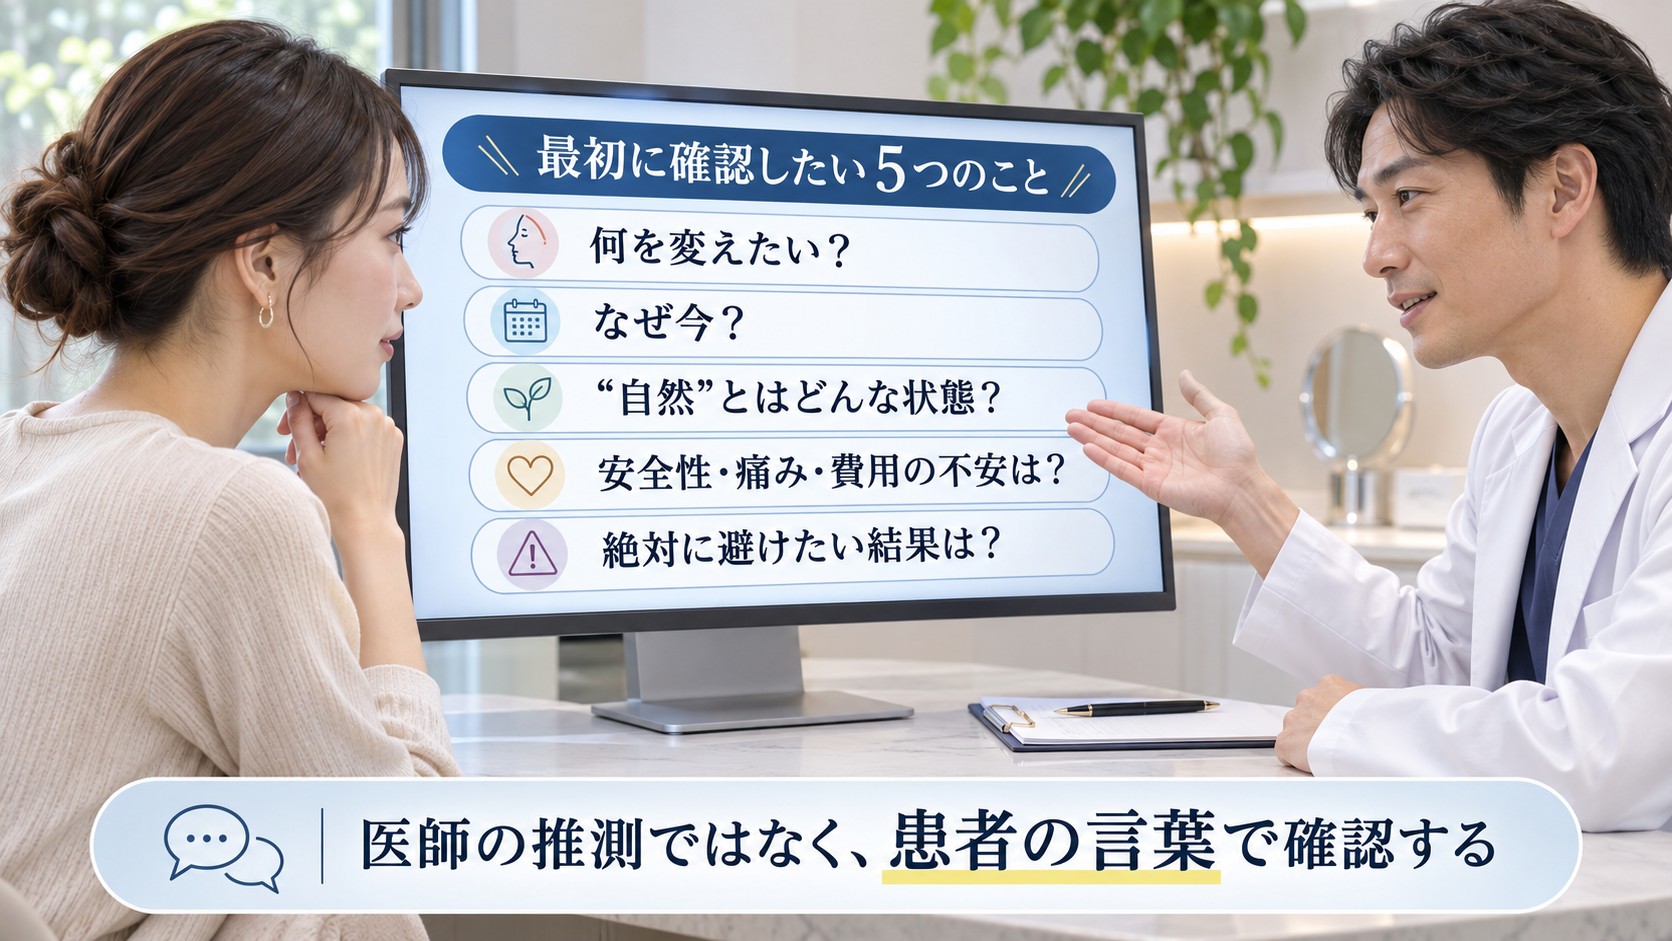 最初に確認したい5つのこと
何を変えたい？
なぜ今？
“自然”とはどんな状態？
安全性・痛み・費用の不安は？
絶対に避けたい結果は？
医師の推測ではなく、患者の言葉で確認する